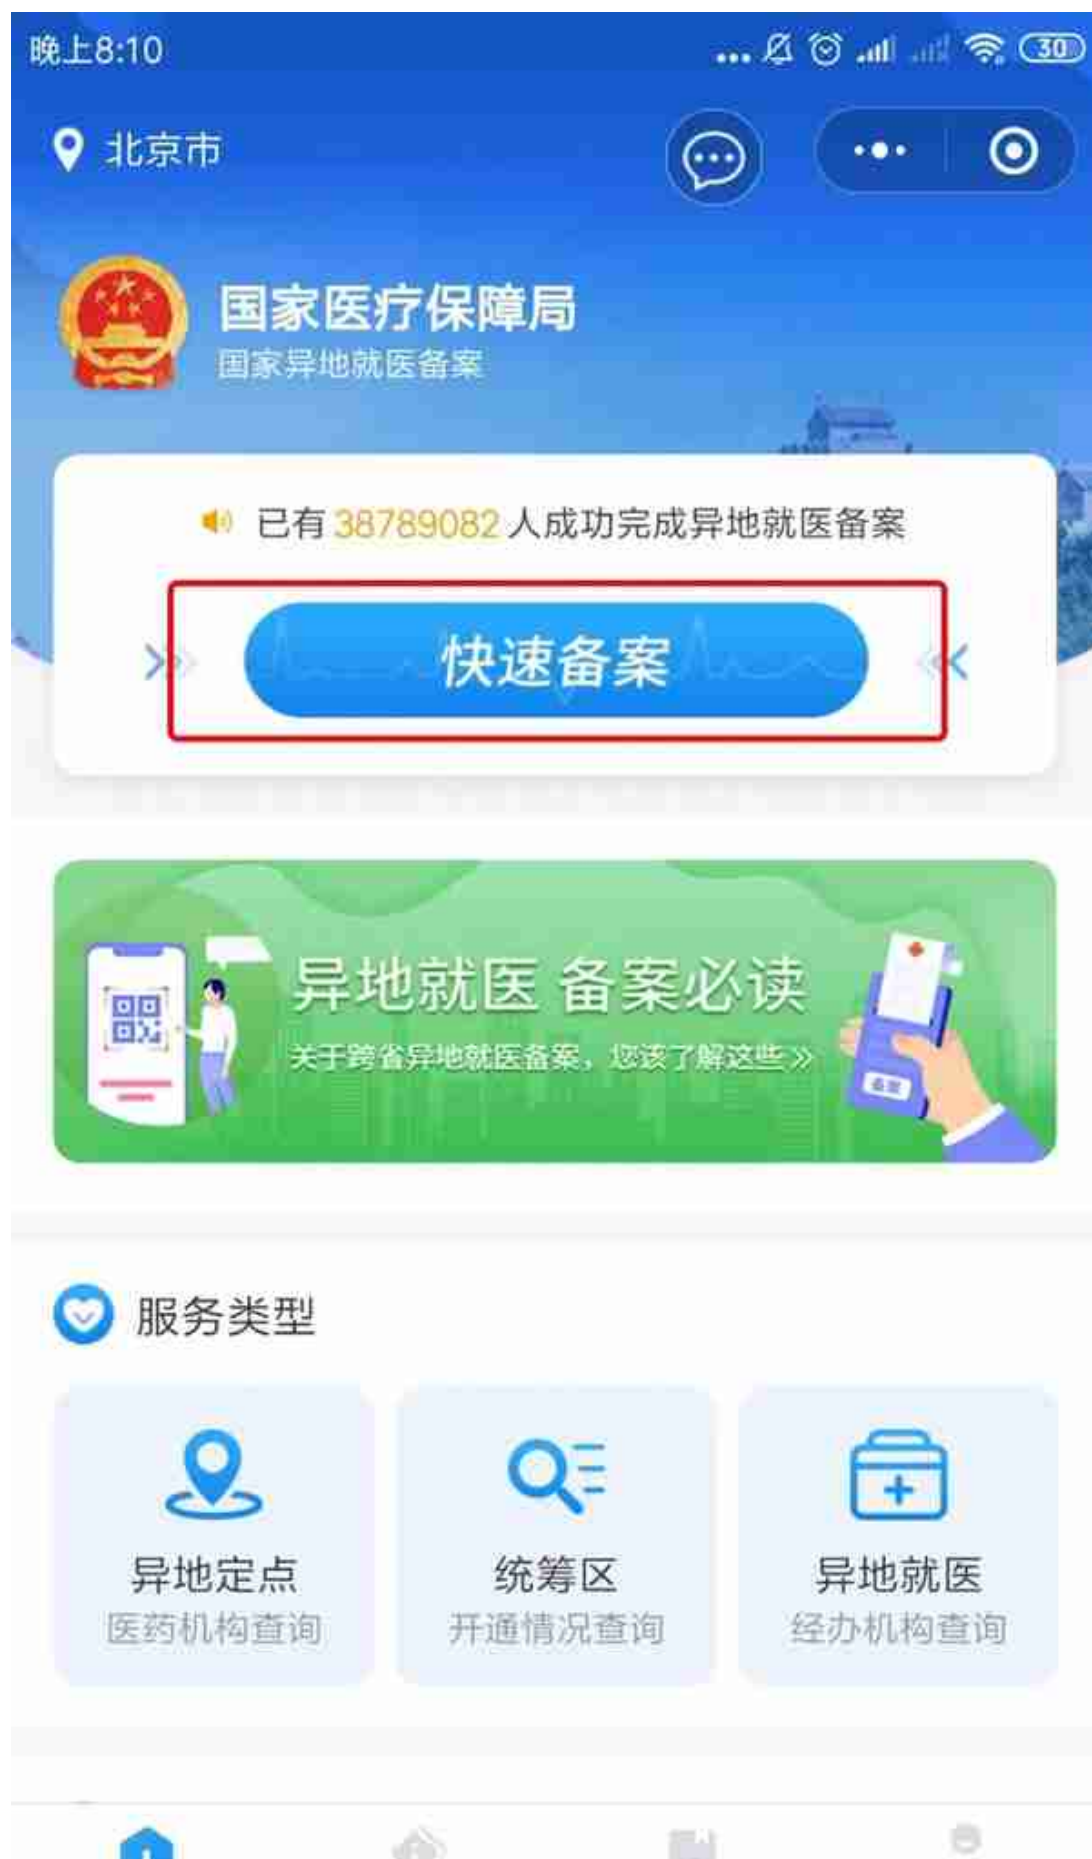 晚上8:10
30
北京市
国家医疗保障局
国家异地就医备案
已有38789082人成功完成异地就医备案
快速备案
异地就医 备案必读
关于跨省异地就医备案，您该了解这些》
服务类型
异地定点
医药机构查询
统筹区
开通情况查询
异地就医
经办机构查询